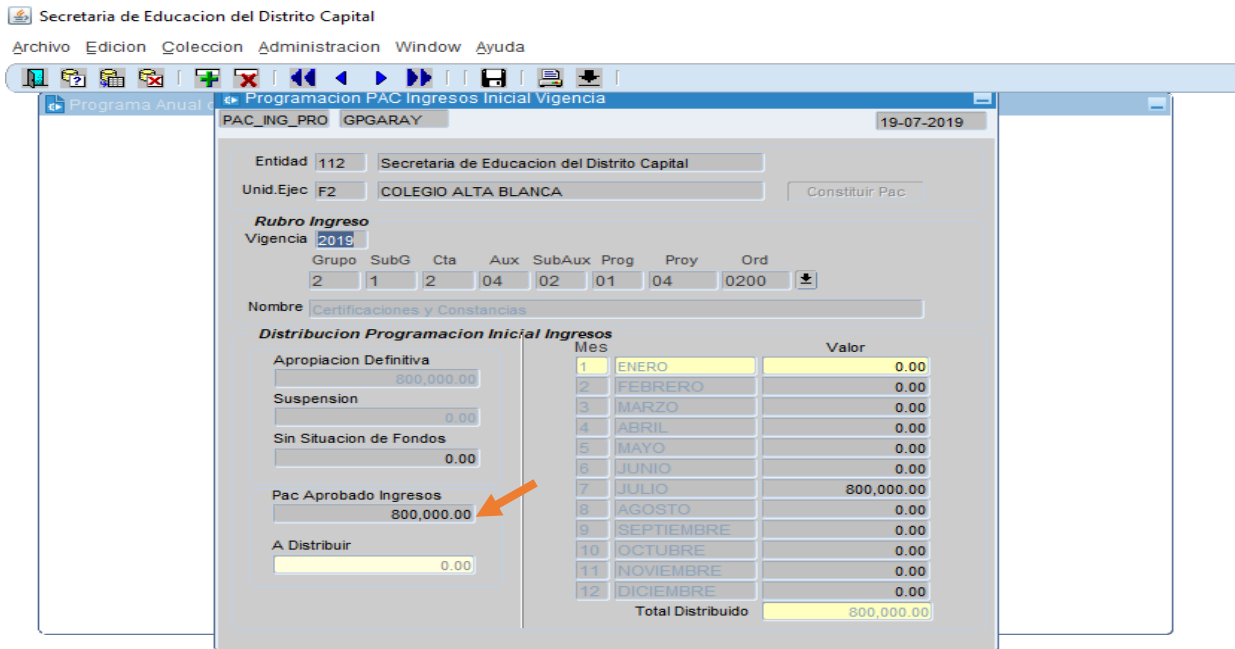 Secretaria de Educacion del Distrito Capital
Archivo Edicion Coleccion Administracion Window Ayuda
Programa Anual
Programacion PAC Ingresos Inicial Vigencia
PAC_ING_PRO GPGARAY 19-07-2019
Entidad 112 Secretaria de Educacion del Distrito Capital
Unid.Ejec F2 COLEGIO ALTA BLANCA Constituir Pac
Rubro Ingreso
Vigencia 2019
Grupo SubG Cta Aux SubAux Prog Proy Ord
2 1 2 04 02 01 04 0200
Nombre Certificaciones y Constancias
Distribucion Programacion Inicial Ingresos
Mes Valor
Apropiacion Definitiva
800,000.00
Suspension
0.00
Sin Situacion de Fondos
0.00
Pac Aprobado Ingresos
800,000.00
A Distribuir
0.00
1 ENERO 0.00
2 FEBRERO 0.00
3 MARZO 0.00
4 ABRIL 0.00
5 MAYO 0.00
6 JUNIO 0.00
7 JULIO 800,000.00
8 AGOSTO 0.00
9 SEPTIEMBRE 0.00
10 OCTUBRE 0.00
11 NOVIEMBRE 0.00
12 DICIEMBRE 0.00
Total Distribuido 800,000.00